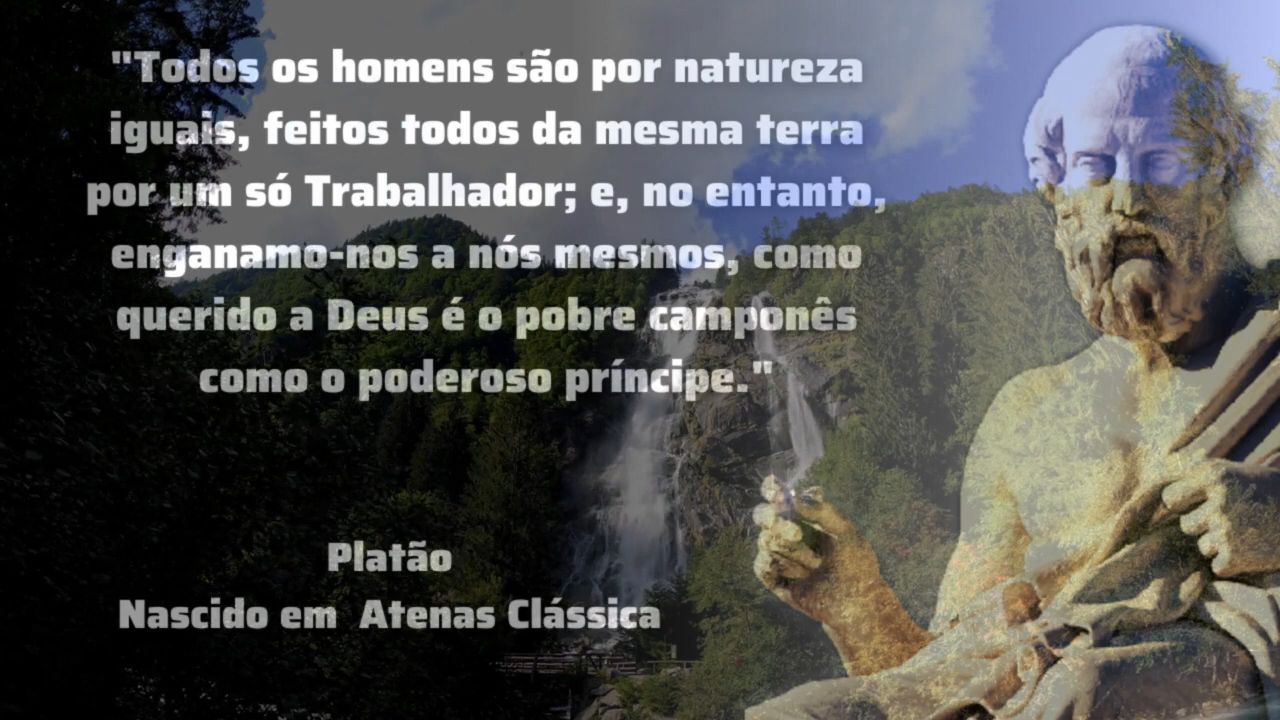 "Todos os homens são por natureza
iguais, feitos todos da mesma terra
por um só Trabalhador; e, no entanto,
enganamo-nos a nós mesmos, como
querido a Deus é o pobre camponês
como o poderoso príncipe."
Platão
Nascido em  Atenas Clássica